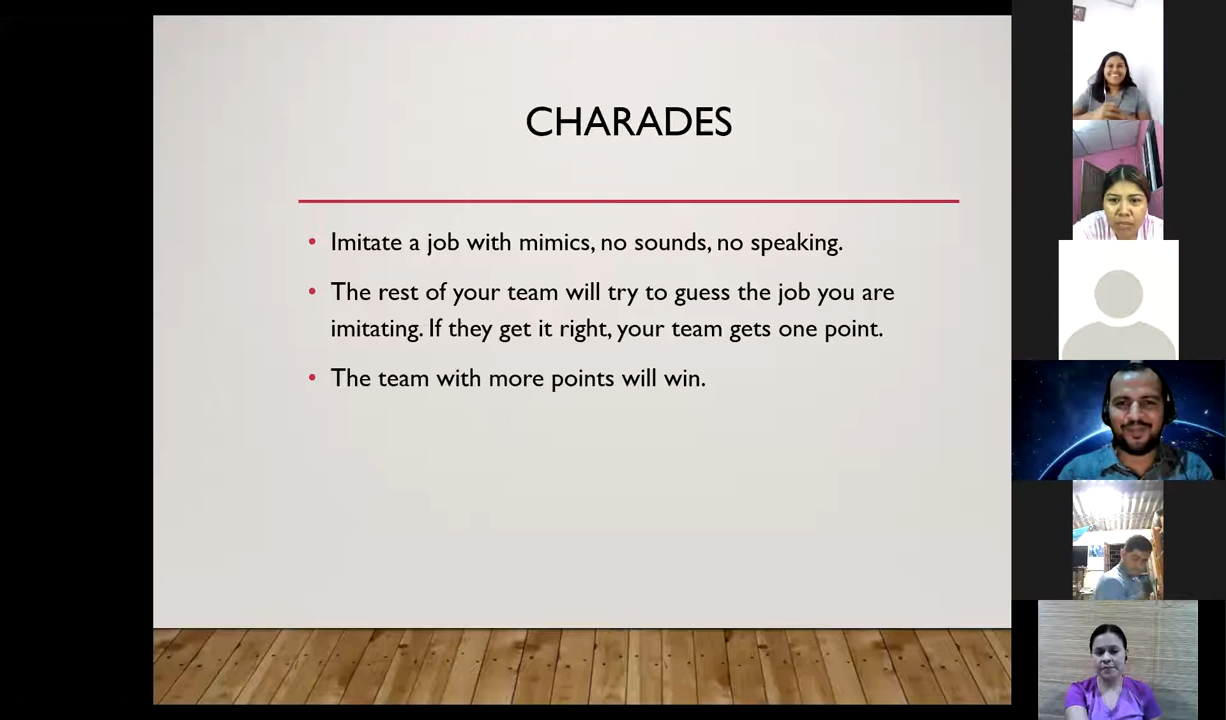 CHARADES
• Imitate a job with mimics, no sounds, no speaking.
• The rest of your team will try to guess the job you are
imitating. If they get it right, your team gets one point.
• The team with more points will win.